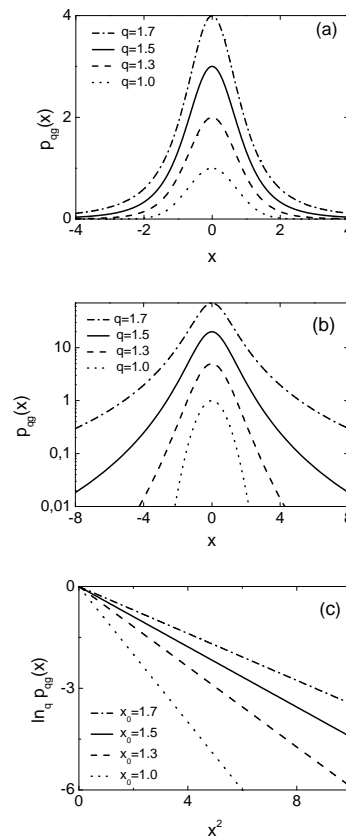 (a)
q=1.7
q=1.5
q=1.3
q=1.0
p_qg(x)
4
2
0
-4 -2 0 2 4
x
(b)
q=1.7
q=1.5
q=1.3
q=1.0
p_qg(x)
10
1
0,1
0,01
-8 -4 0 4 8
x
(c)
ln_q p_qg(x)
0
-3
-6
x_0=1.7
x_0=1.5
x_0=1.3
x_0=1.0
0 4 8
x^2